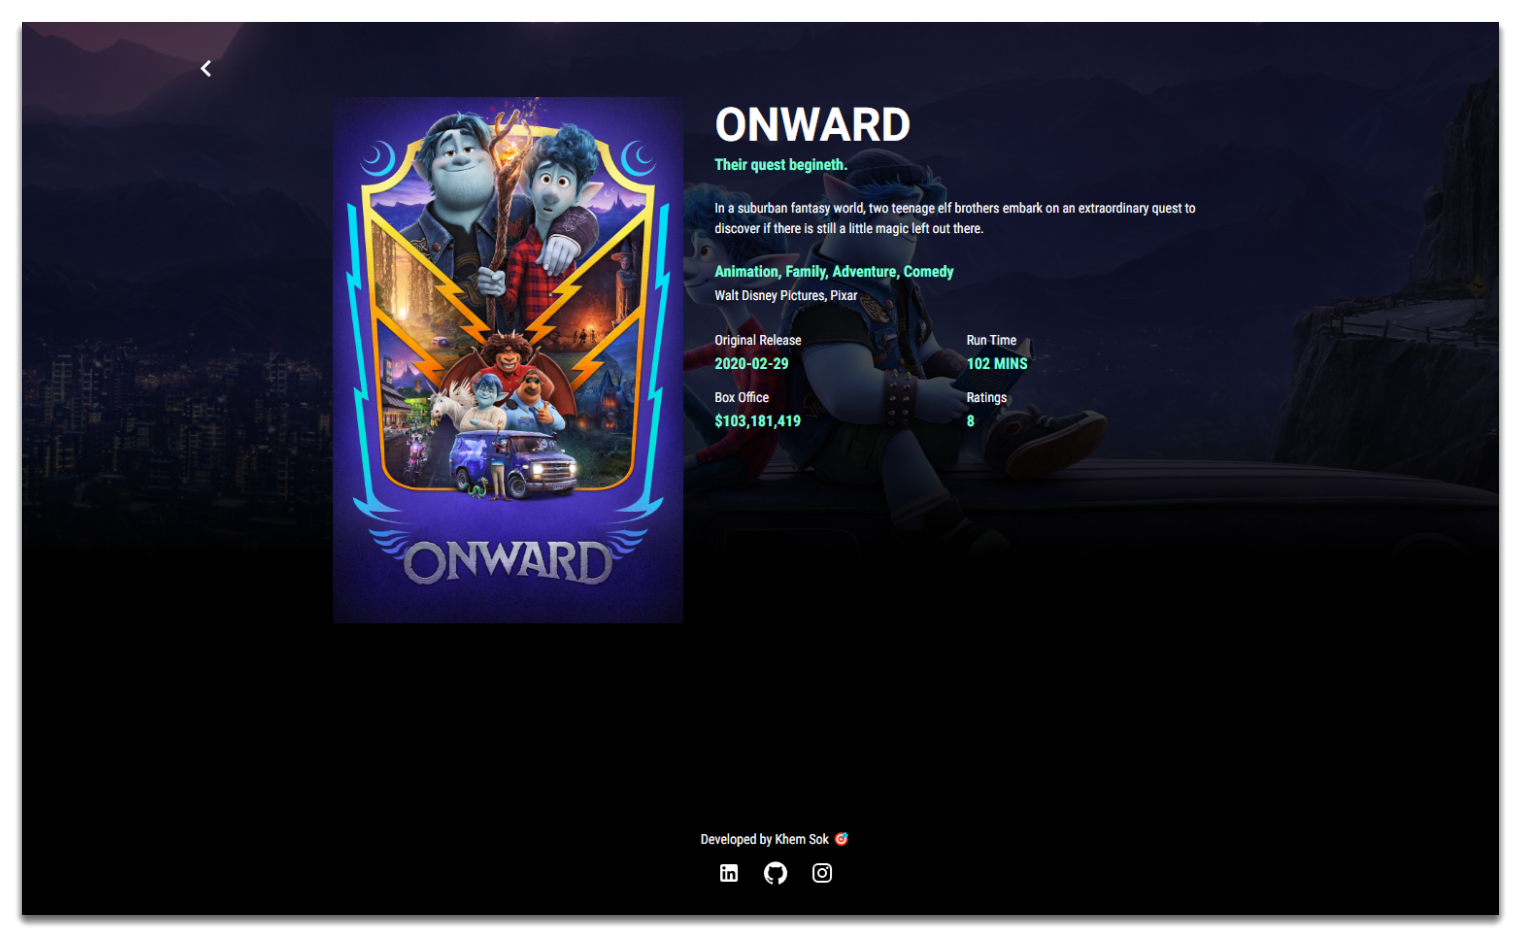 ONWARD
Their quest begineth.
In a suburban fantasy world, two teenage elf brothers embark on an extraordinary quest to
discover if there is still a little magic left out there.
Animation, Family, Adventure, Comedy
Walt Disney Pictures, Pixar
Original Release
2020-02-29
Run Time
102 MINS
Box Office
$103,181,419
Ratings
8
ONWARD
Developed by Khem Sok
in